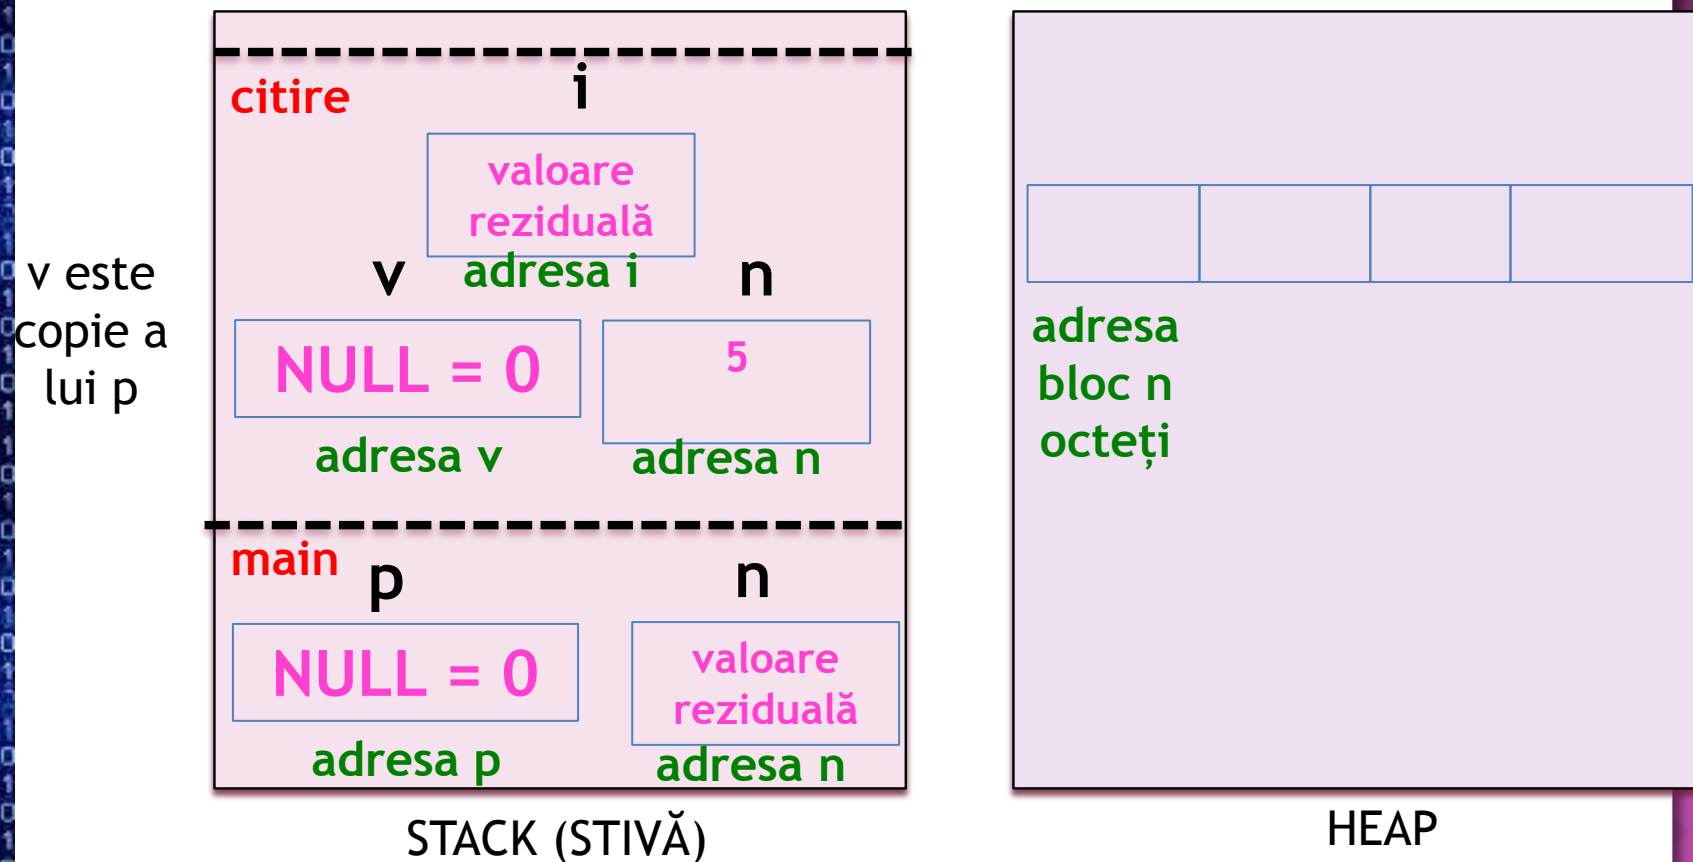 citire
i
valoare
reziduală
adresa i
v
n
NULL = 0
5
adresa v
adresa n
v este
copie a
lui p
main
p
n
NULL = 0
valoare
reziduală
adresa p
adresa n
STACK (STIVĂ)
adresa
bloc n
octeți
HEAP